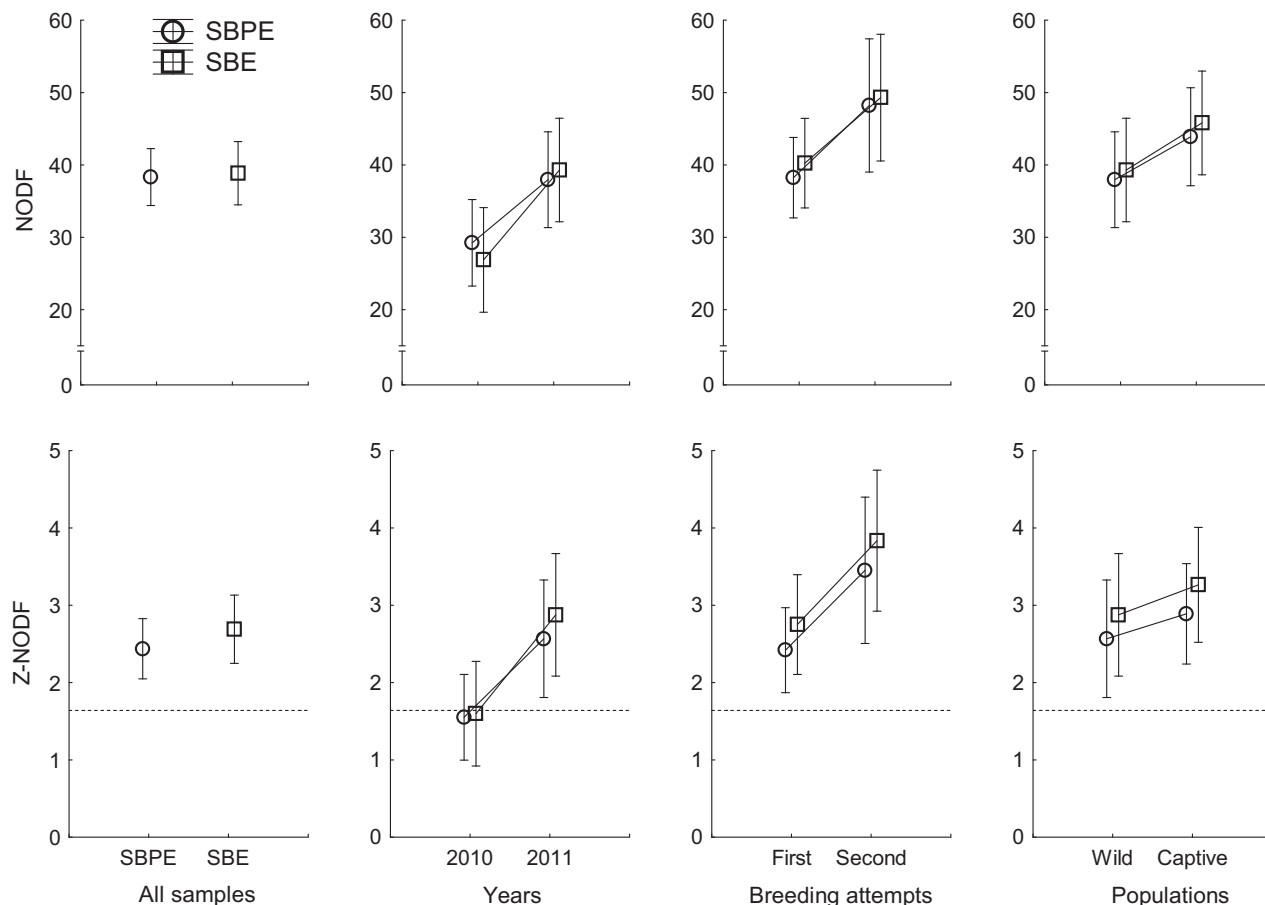 SBPE
SBE
NODF
60 50 40 30 20 0
60 50 40 30 20 0
60 50 40 30 20 0
60 50 40 30 20 0
Z-NODF
5 4 3 2 1 0
5 4 3 2 1 0
5 4 3 2 1 0
5 4 3 2 1 0
SBPE SBE
2010 2011
First Second
Wild Captive
All samples
Years
Breeding attempts
Populations